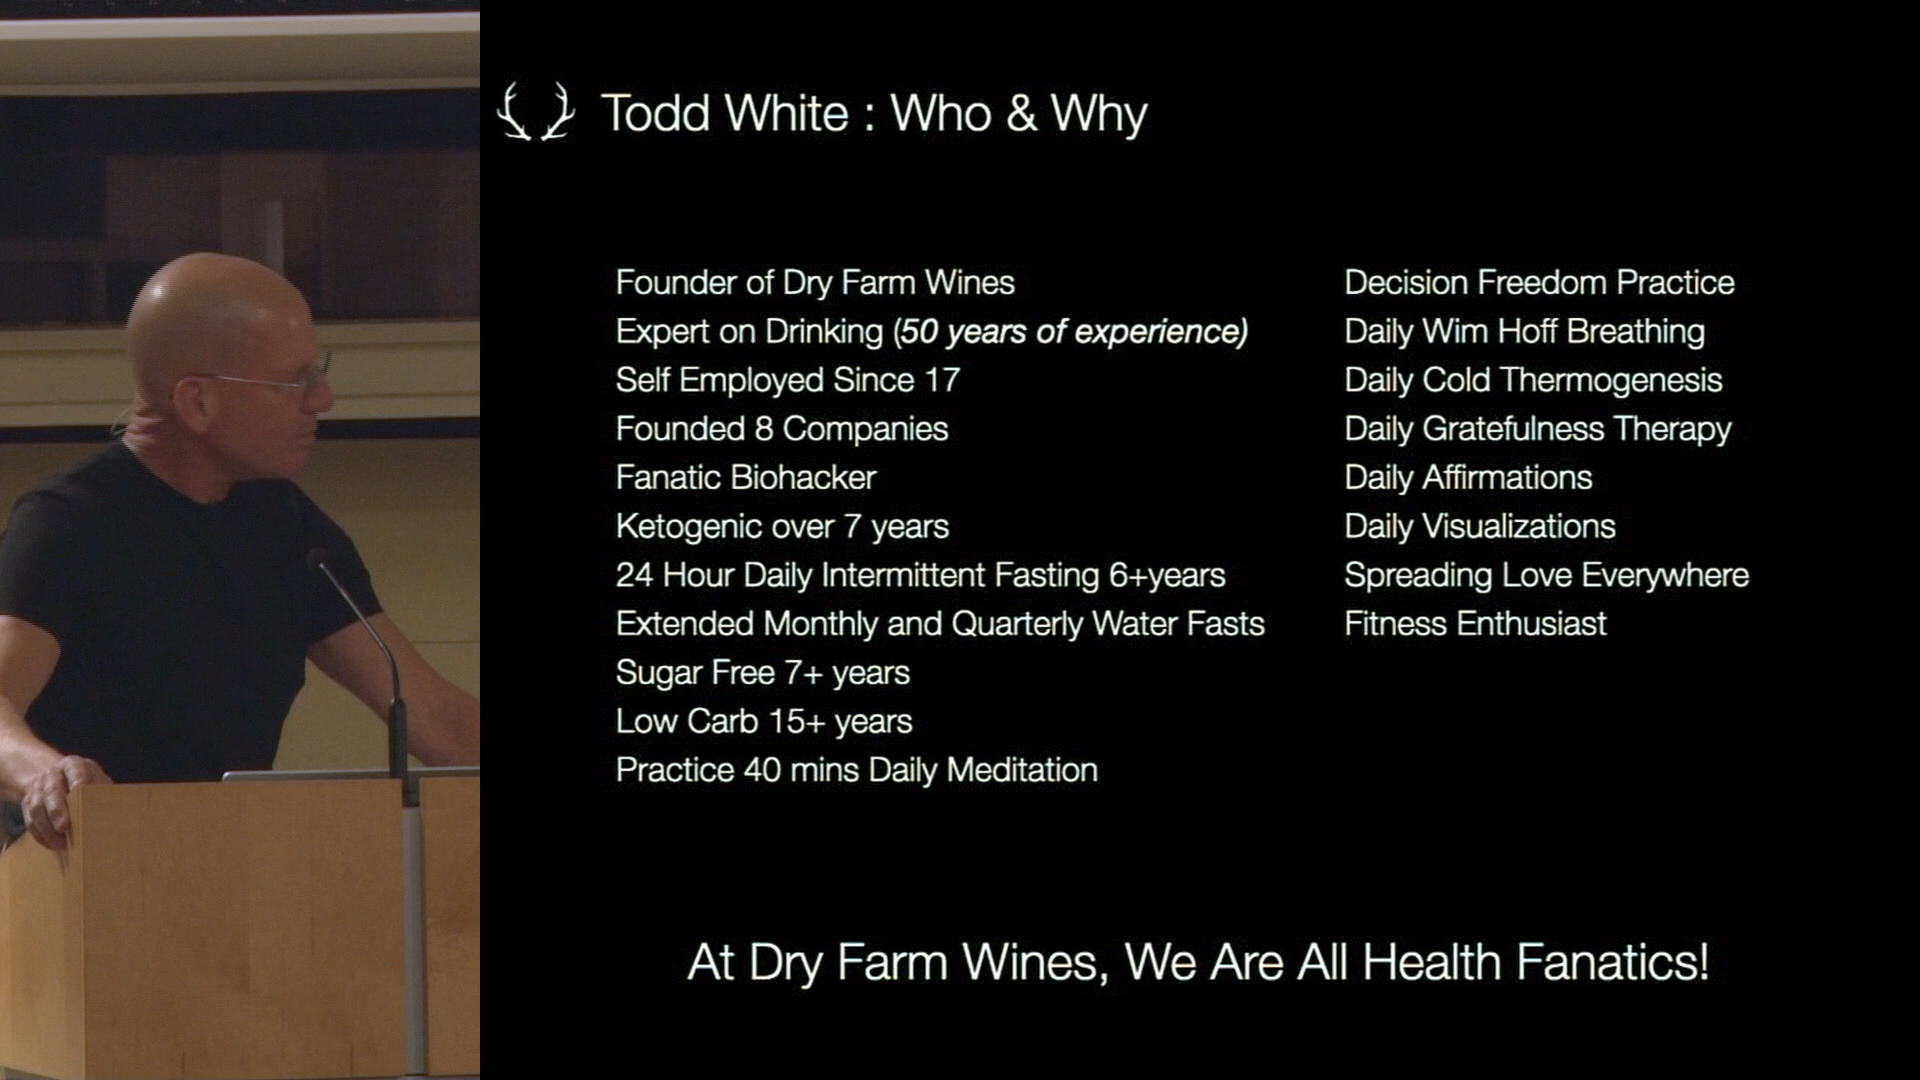 Todd White : Who & Why
Founder of Dry Farm Wines
Expert on Drinking (50 years of experience)
Self Employed Since 17
Founded 8 Companies
Fanatic Biohacker
Ketogenic over 7 years
24 Hour Daily Intermittent Fasting 6+years
Extended Monthly and Quarterly Water Fasts
Sugar Free 7+ years
Low Carb 15+ years
Practice 40 mins Daily Meditation
Decision Freedom Practice
Daily Wim Hoff Breathing
Daily Cold Thermogenesis
Daily Gratefulness Therapy
Daily Affirmations
Daily Visualizations
Spreading Love Everywhere
Fitness Enthusiast
At Dry Farm Wines, We Are All Health Fanatics!